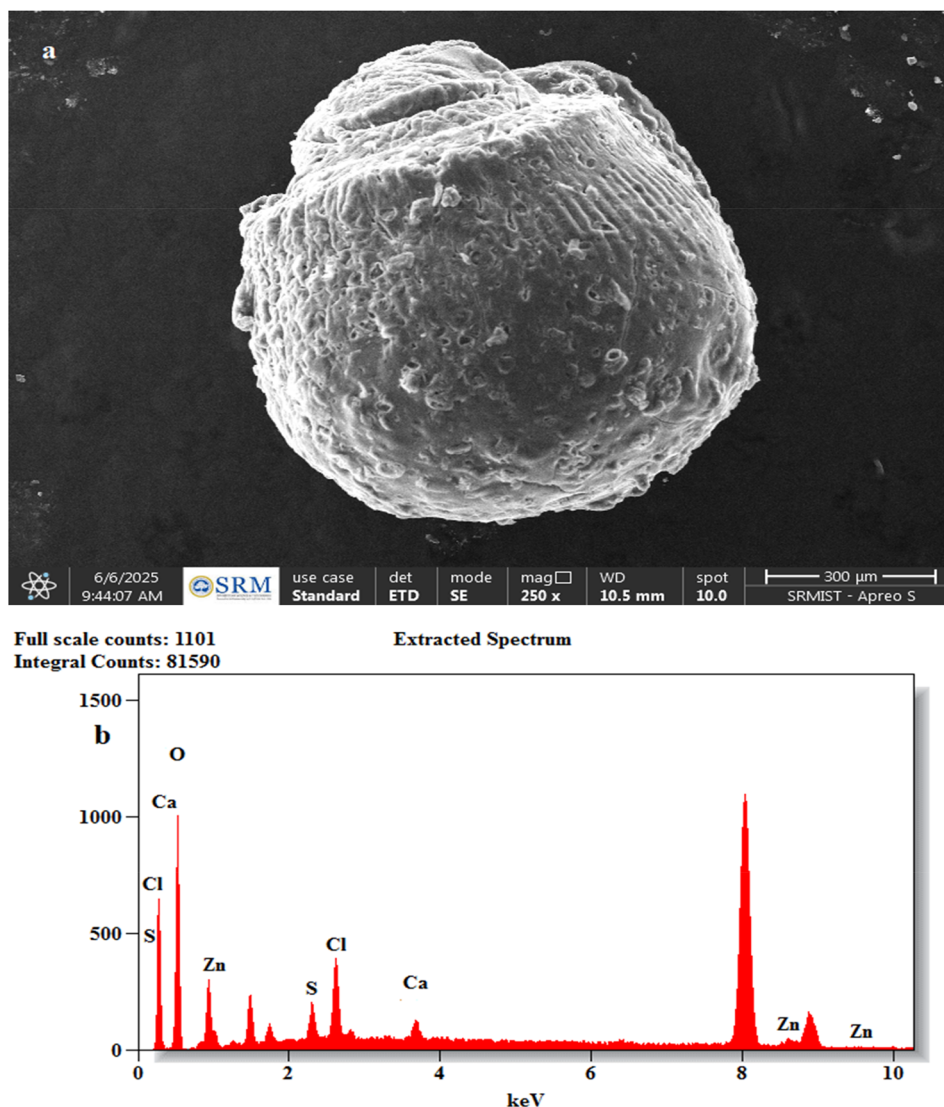 a
6/6/2025
9:44:07 AM
SRM
use case
Standard
det
ETD
mode
SE
mag
250 x
WD
10.5 mm
spot
10.0
300 µm
SRMIST - Apreo S
Full scale counts: 1101
Extracted Spectrum
Integral Counts: 81590
1500
b
O
Ca
1000
Cl
S
500
Zn
S
Cl
Ca
Zn
Zn
0
0
2
4
6
8
10
keV